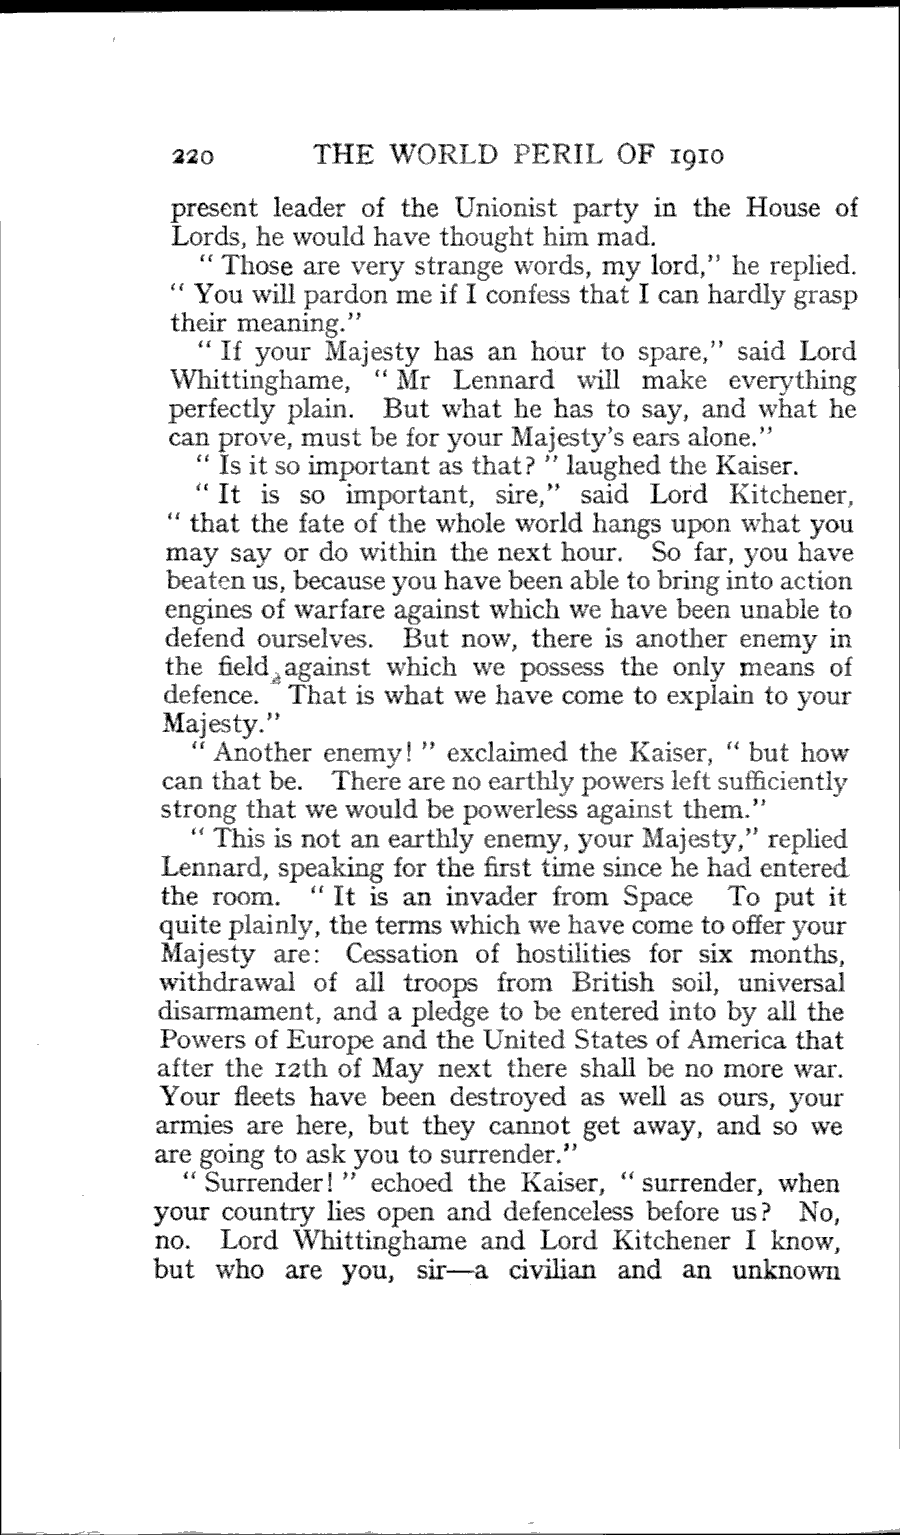 220 THE WORLD PERIL OF 1910
present leader of the Unionist party in the House of
Lords, he would have thought him mad.
“ Those are very strange words, my lord,” he replied.
“ You will pardon me if I confess that I can hardly grasp
their meaning.”
“ If your Majesty has an hour to spare,” said Lord
Whittinghame, “ Mr Lennard will make everything
perfectly plain. But what he has to say, and what he
can prove, must be for your Majesty’s ears alone.”
“ Is it so important as that? ” laughed the Kaiser.
“ It is so important, sire,” said Lord Kitchener,
“ that the fate of the whole world hangs upon what you
may say or do within the next hour. So far, you have
beaten us, because you have been able to bring into action
engines of warfare against which we have been unable to
defend ourselves. But now, there is another enemy in
the field, against which we possess the only means of
defence. That is what we have come to explain to your
Majesty.”
“ Another enemy! ” exclaimed the Kaiser, “ but how
can that be. There are no earthly powers left sufficiently
strong that we would be powerless against them.”
“ This is not an earthly enemy, your Majesty,” replied
Lennard, speaking for the first time since he had entered
the room. “ It is an invader from Space To put it
quite plainly, the terms which we have come to offer your
Majesty are: Cessation of hostilities for six months,
withdrawal of all troops from British soil, universal
disarmament, and a pledge to be entered into by all the
Powers of Europe and the United States of America that
after the 12th of May next there shall be no more war.
Your fleets have been destroyed as well as ours, your
armies are here, but they cannot get away, and so we
are going to ask you to surrender.”
“ Surrender! ” echoed the Kaiser, “ surrender, when
your country lies open and defenceless before us? No,
no. Lord Whittinghame and Lord Kitchener I know,
but who are you, sir—a civilian and an unknown